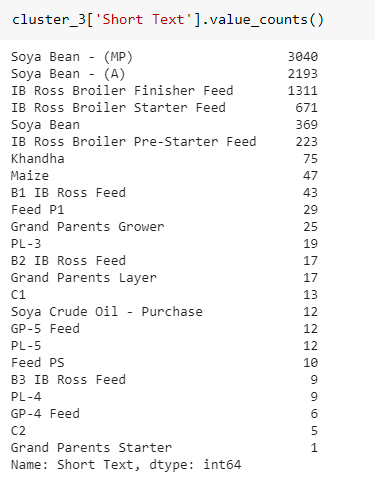 cluster_3['Short Text'].value_counts()
Soya Bean - (MP) 3040
Soya Bean - (A) 2193
IB Ross Broiler Finisher Feed 1311
IB Ross Broiler Starter Feed 671
Soya Bean 369
IB Ross Broiler Pre-Starter Feed 223
Khandha 75
Maize 47
B1 IB Ross Feed 43
Feed P1 29
Grand Parents Grower 25
PL-3 19
B2 IB Ross Feed 17
Grand Parents Layer 17
C1 13
Soya Crude Oil - Purchase 12
GP-5 Feed 12
PL-5 12
Feed PS 10
B3 IB Ross Feed 9
PL-4 9
GP-4 Feed 6
C2 5
Grand Parents Starter 1
Name: Short Text, dtype: int64